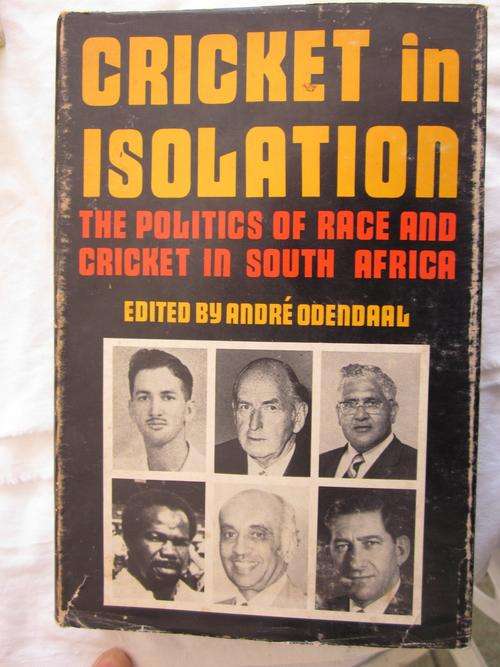 CRICKET in
ISOLATION
THE POLITICS OF RACE AND
CRICKET IN SOUTH AFRICA
EDITED BY ANDRÉ ODENDAAL